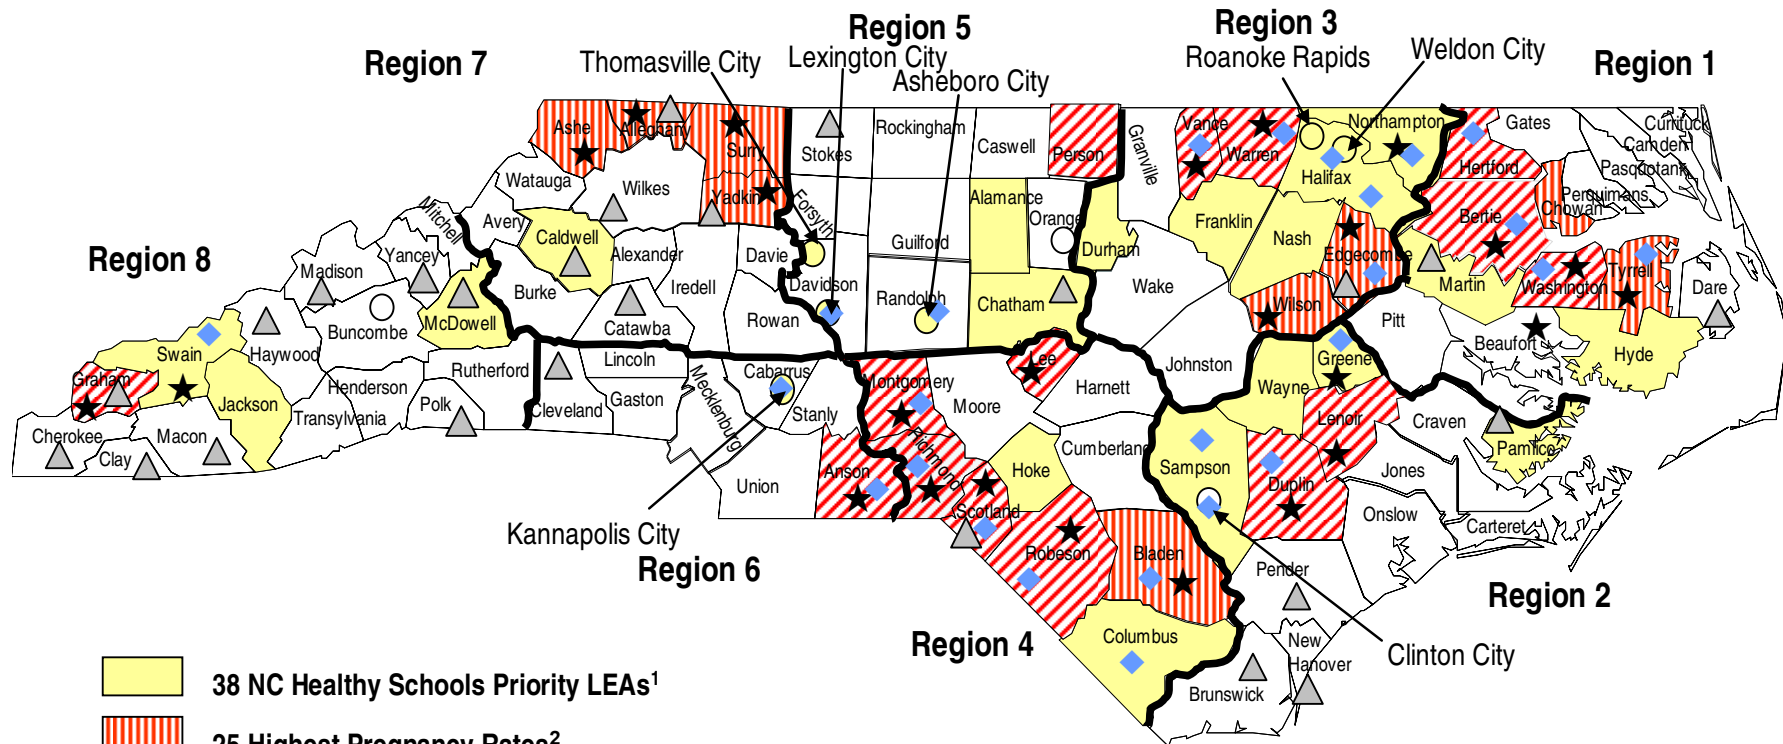 Region 5
Region 3
Region 7
Thomasville City
Lexington City
Asheboro City
Roanoke Rapids
Weldon City
Region 1
Ashe
Alleghany
Surry
Stokes
Rockingham
Caswell
Person
Granville
Vance
Warren
Northampton
Hertford
Gates
Currituck
Camden
Pasquotank
Perquimans
Chowan
Watauga
Wilkes
Yadkin
Forsyth
Guilford
Alamance
Orange
Durham
Franklin
Halifax
Nash
Edgecombe
Bertie
Martin
Washington
Tyrrell
Dare
Mitchell
Avery
Caldwell
Alexander
Davie
Iredell
Davidson
Randolph
Chatham
Wake
Wilson
Pitt
Beaufort
Hyde
Region 8
Madison
Yancey
McDowell
Burke
Catawba
Rowan
Buncombe
Haywood
Swain
Graham
Jackson
Henderson
Transylvania
Rutherford
Polk
Cleveland
Lincoln
Gaston
Mecklenburg
Cabarrus
Stanly
Montgomery
Moore
Lee
Harnett
Johnston
Wayne
Greene
Lenoir
Craven
Pamlico
Cherokee
Clay
Macon
Union
Anson
Richmond
Scotland
Hoke
Cumberland
Sampson
Duplin
Jones
Onslow
Carteret
Kannapolis City
Region 6
Robeson
Bladen
Pender
Region 2
Region 4
Columbus
New
Hanover
Brunswick
Clinton City
38 NC Healthy Schools Priority LEAs1
25 Highest Pregnancy Rates2